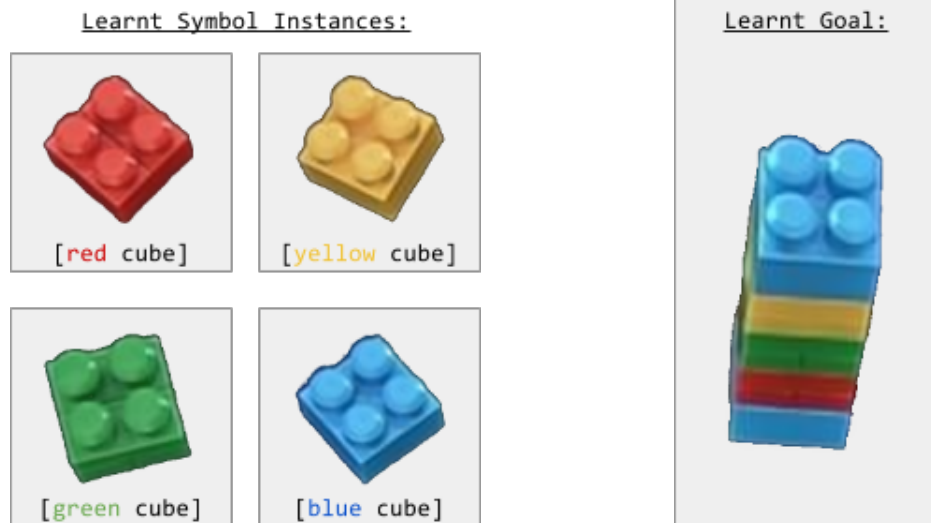 Learnt Symbol Instances:
Learnt Goal:
[red cube]
[yellow cube]
[green cube]
[blue cube]